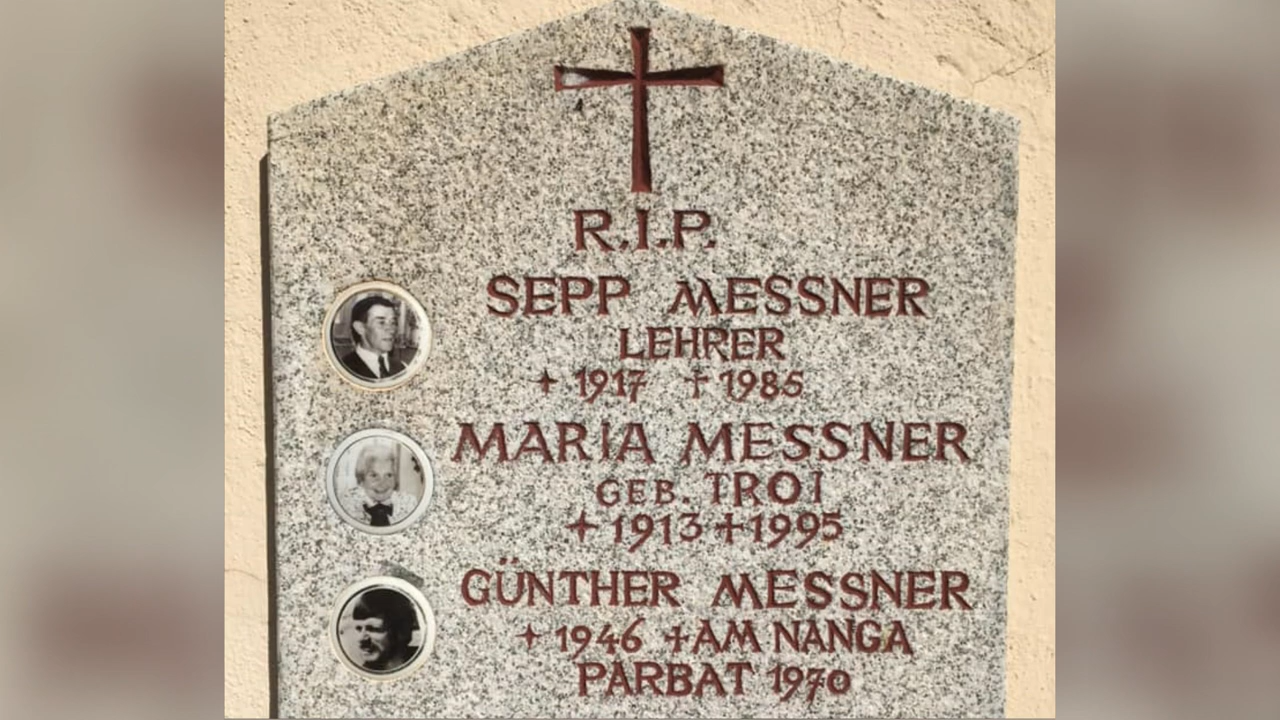 R.I.P.
SEPP MESSNER
LEHRER
+ 1917 † 1985
MARIA MESSNER
GEB. TROI
+ 1913 + 1995
GÜNTHER MESSNER
+ 1946 + AM NANGA
PARBAT 1970